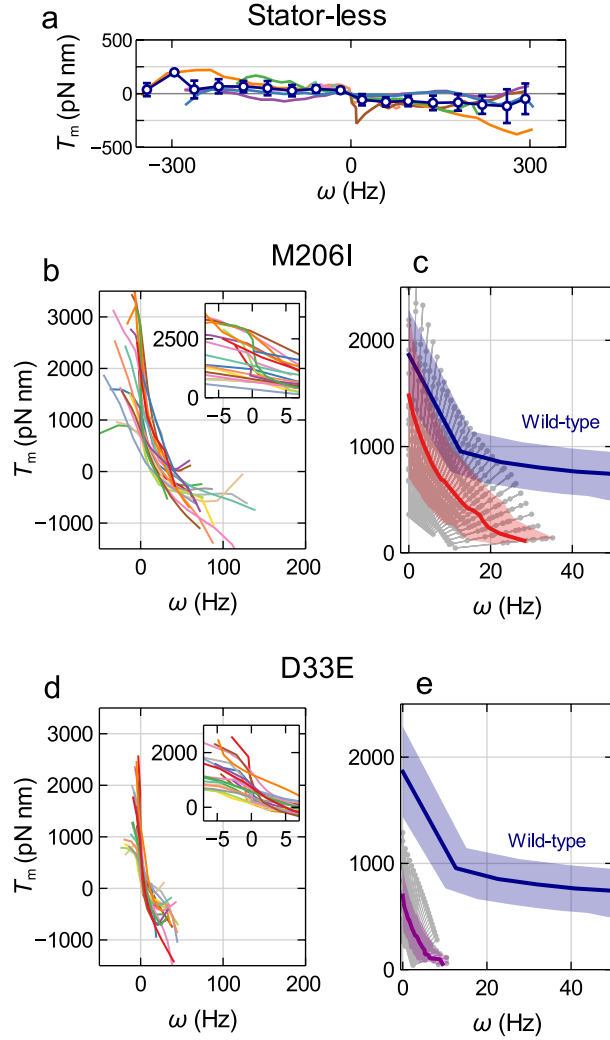 Stator-less
a
500
0
−500
Tm (pN nm)
−300
0
300
ω (Hz)
M206I
b
3000
2000
1000
0
−1000
Tm (pN nm)
0
100
200
ω (Hz)
2500
0
−5
0
5
c
2000
1000
0
Wild-type
0
20
40
ω (Hz)
D33E
d
3000
2000
1000
0
−1000
Tm (pN nm)
0
100
200
ω (Hz)
2000
0
−5
0
5
e
2000
1000
0
Wild-type
0
20
40
ω (Hz)